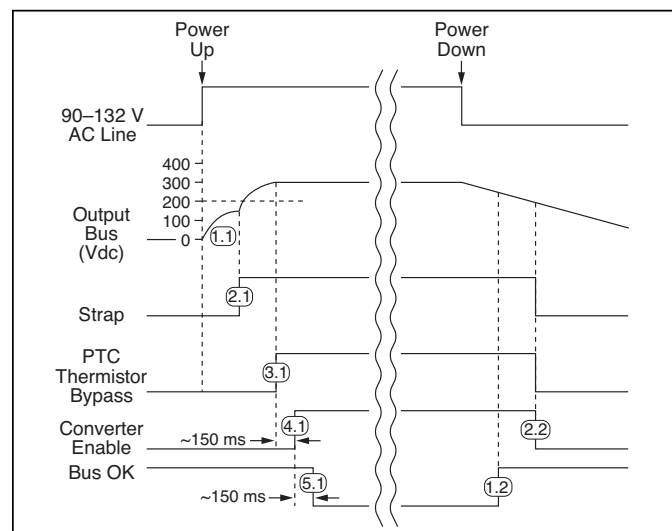 Power
Up
Power
Down
90–132 V
AC Line
400
300
200
100
0
Output
Bus
(Vdc)
1.1
2.1
Strap
PTC
Thermistor
Bypass
3.1
Converter
Enable
4.1
2.2
~150 ms
Bus OK
5.1
1.2
~150 ms